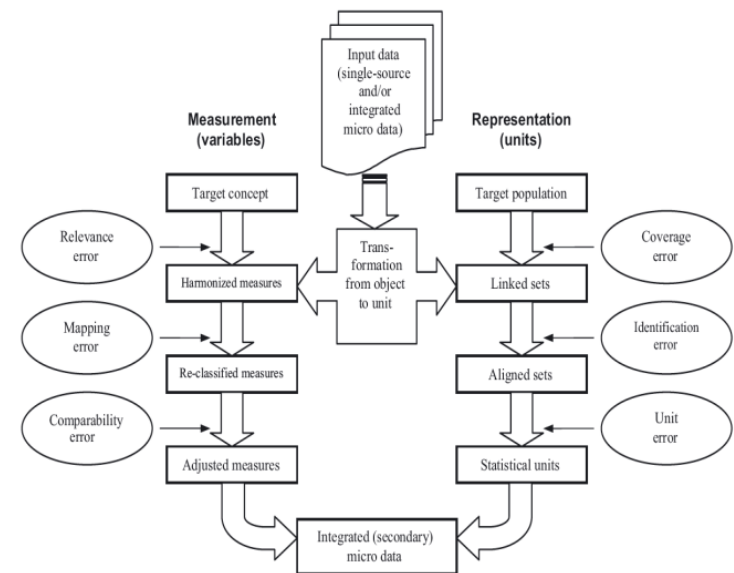 Input data
(single-source
and/or
integrated
micro data)
Measurement
(variables)
Representation
(units)
Target concept
Target population
Relevance
error
Trans-
formation
from object
to unit
Coverage
error
Harmonized measures
Linked sets
Mapping
error
Identification
error
Re-classified measures
Aligned sets
Comparability
error
Unit
error
Adjusted measures
Statistical units
Integrated (secondary)
micro data